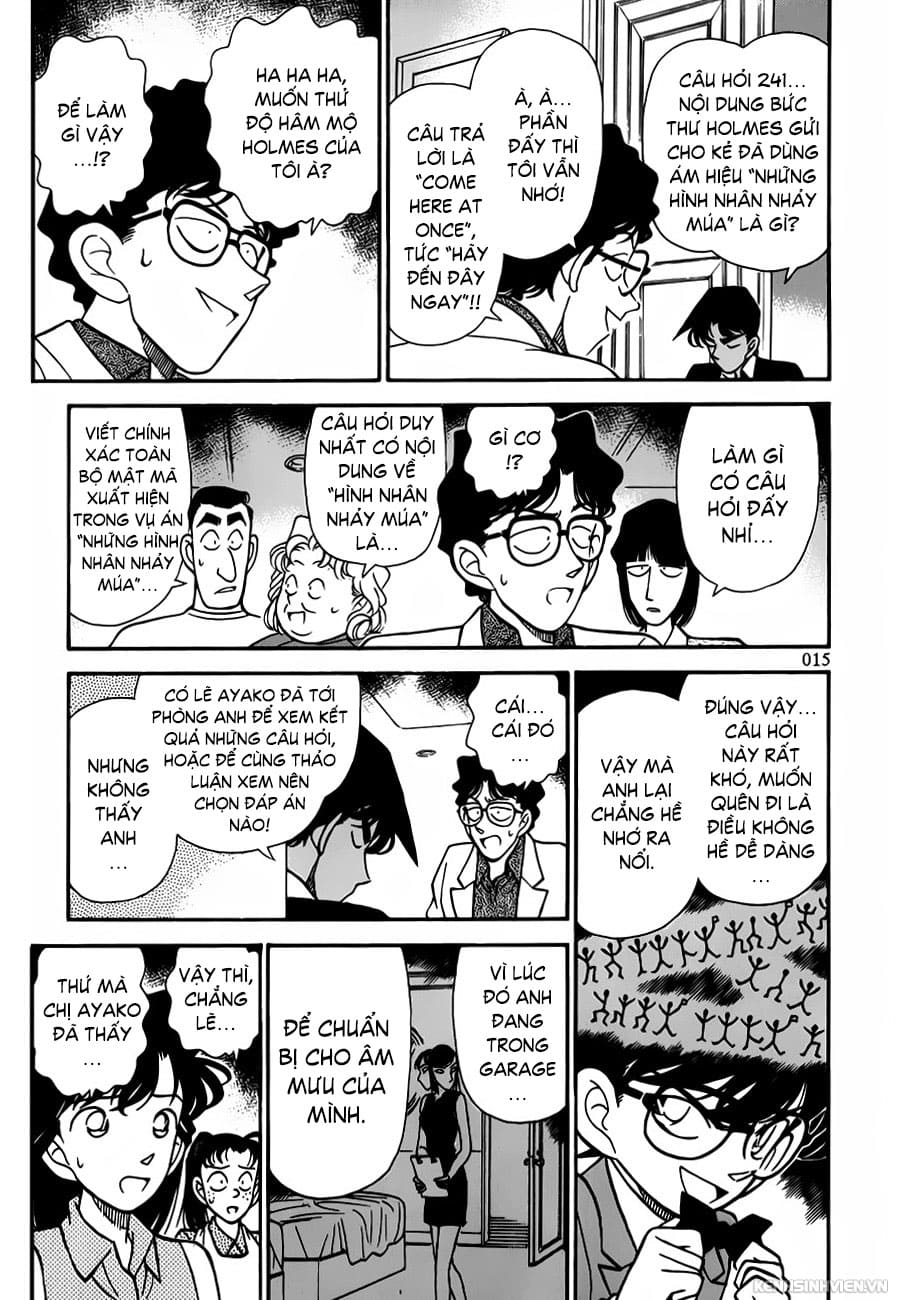 CÂU HỎI 241...
NỘI DUNG BỨC
THƯ HOLMES GỬI
CHO KẺ ĐÃ DÙNG
ÁM HIỆU "NHỮNG
HÌNH NHÂN NHẢY
MÚA" LÀ GÌ?
À, À...
PHẦN
ĐẤY THÌ
TÔI VẪN
NHỚ!
CÂU TRẢ
LỜI LÀ
"COME
HERE AT
ONCE",
TỨC "HÃY
ĐẾN ĐÂY
NGAY"!!
HA HA HA,
MUỐN THỬ
ĐỘ HÂM MỘ
HOLMES CỦA
TÔI À?
ĐỂ LÀM
GÌ VẬY
...!?
LÀM GÌ
CÓ CÂU
HỎI ĐẤY
NHỈ...
GÌ CƠ
!?
CÂU HỎI DUY
NHẤT CÓ NỘI
DUNG VỀ
"HÌNH NHÂN
NHẢY MÚA"
LÀ...
VIẾT CHÍNH
XÁC TOÀN
BỘ MẬT MÃ
XUẤT HIỆN
TRONG VỤ ÁN
"NHỮNG HÌNH
NHÂN NHẢY
MÚA"...
015
ĐÚNG VẬY...
CÂU HỎI
NÀY RẤT
KHÓ, MUỐN
QUÊN ĐI LÀ
ĐIỀU KHÔNG
HỀ DỄ DÀNG
...
VẬY MÀ
ANH LẠI
CHẲNG HỀ
NHỚ RA
NỔI.
CÁI...
CÁI ĐÓ
...
CÓ LẼ AYAKO ĐÃ TỚI
PHÒNG ANH ĐỂ XEM KẾT
QUẢ NHỮNG CÂU HỎI,
HOẶC ĐỂ CÙNG THẢO
LUẬN XEM NÊN
CHỌN ĐÁP ÁN
NÀO!
NHƯNG
KHÔNG
THẤY
ANH
...
VÌ LÚC
ĐÓ ANH
ĐANG
TRONG
GARAGE
...
ĐỂ CHUẨN
BỊ CHO ÂM
MƯU CỦA
MÌNH.
VẬY THÌ,
CHẲNG
LẼ...
THỨ MÀ
CHỊ AYAKO
ĐÃ THẤY
...
KENHSINHVIEN.VN